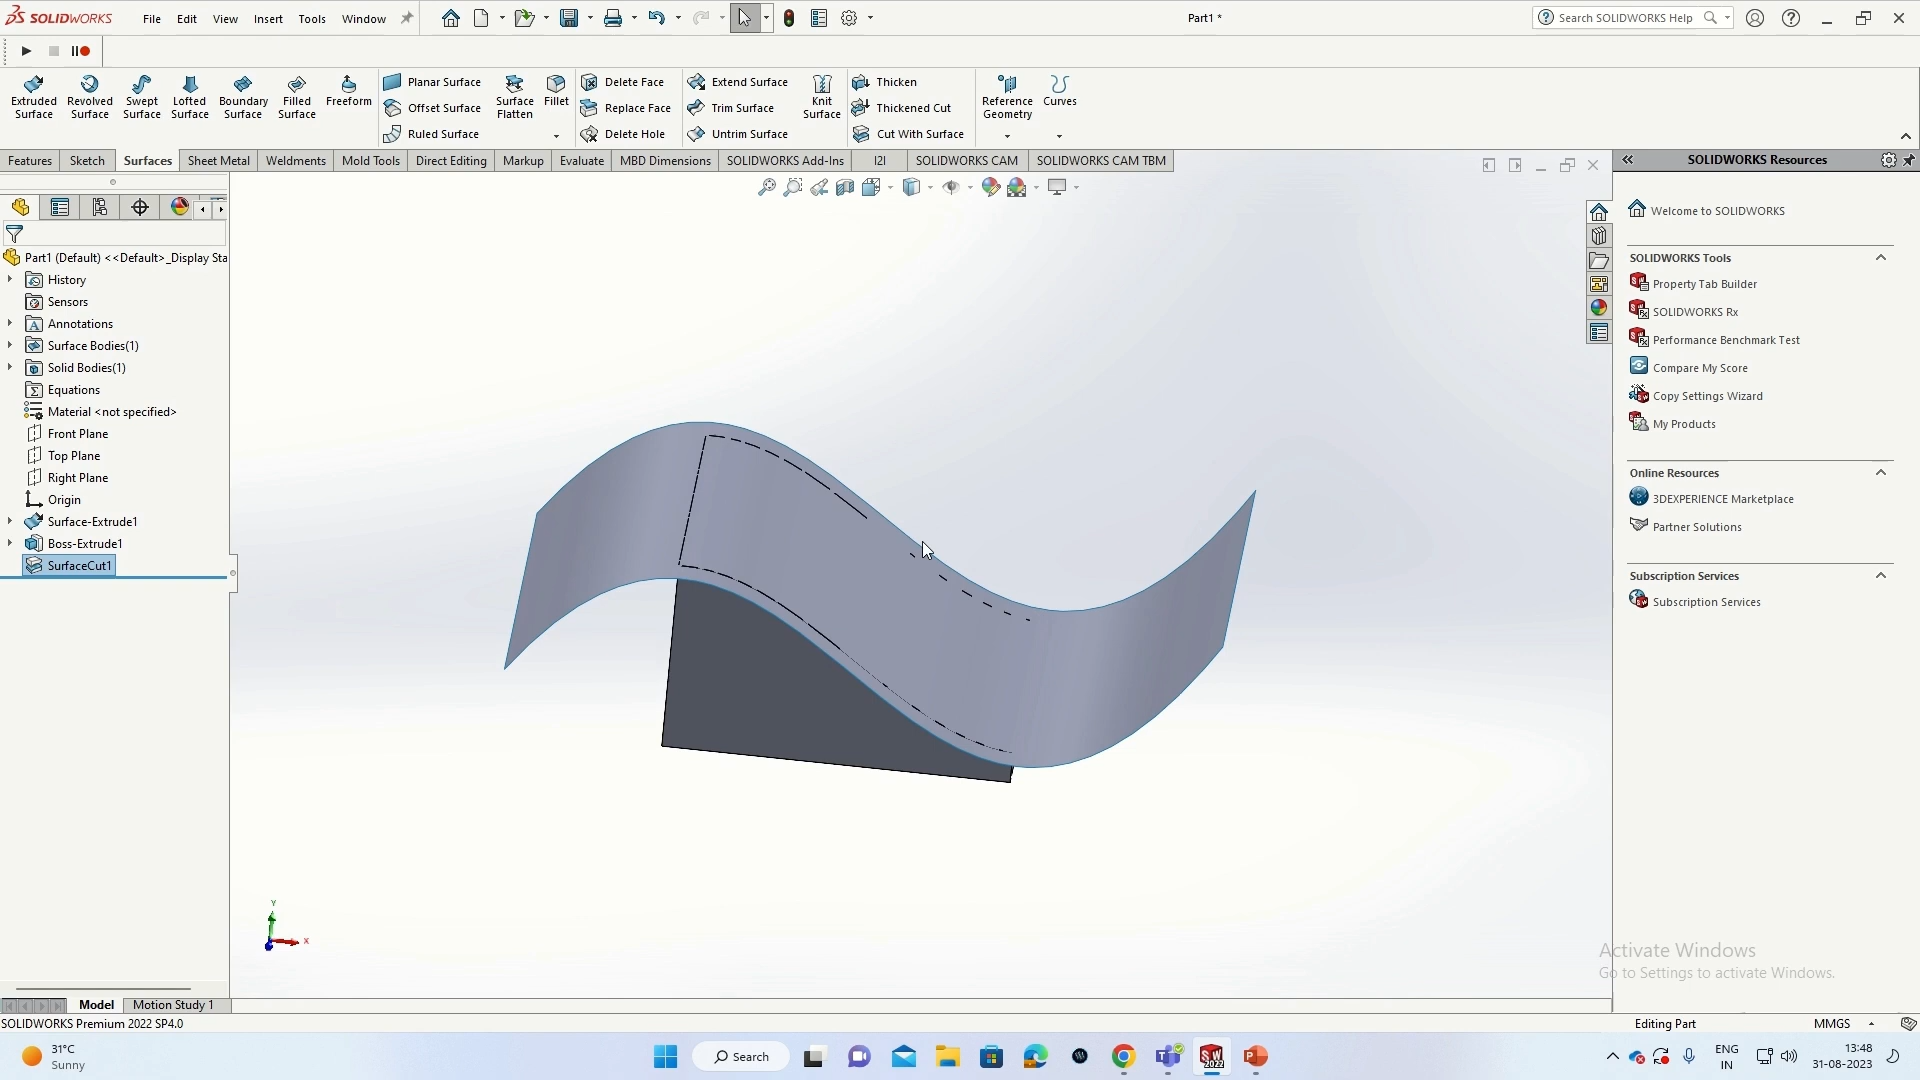 SOLIDWORKS File Edit View Insert Tools Window
Part1 *
Search SOLIDWORKS Help
Extruded Surface
Revolved Surface
Swept Surface
Lofted Surface
Boundary Surface
Filled Surface
Freeform
Planar Surface
Offset Surface
Ruled Surface
Surface Flatten
Fillet
Delete Face
Replace Face
Delete Hole
Extend Surface
Trim Surface
Untrim Surface
Knit Surface
Thicken
Thickened Cut
Cut With Surface
Reference Geometry
Curves
Features Sketch Surfaces Sheet Metal Weldments Mold Tools Direct Editing Markup Evaluate MBD Dimensions SOLIDWORKS Add-Ins I2I SOLIDWORKS CAM SOLIDWORKS CAM TBM
Part1 (Default) <<Default>_Display Sta
History
Sensors
Annotations
Surface Bodies(1)
Solid Bodies(1)
Equations
Material <not specified>
Front Plane
Top Plane
Right Plane
Origin
Surface-Extrude1
Boss-Extrude1
SurfaceCut1
Y
X
SOLIDWORKS Resources
Welcome to SOLIDWORKS
SOLIDWORKS Tools
Property Tab Builder
SOLIDWORKS Rx
Performance Benchmark Test
Compare My Score
Copy Settings Wizard
My Products
Online Resources
3DEXPERIENCE Marketplace
Partner Solutions
Subscription Services
Subscription Services
Activate Windows
Go to Settings to activate Windows.
Model Motion Study 1
SOLIDWORKS Premium 2022 SP4.0
Editing Part
MMGS
31°C
Sunny
Search
ENG
IN
13:48
31-08-2023